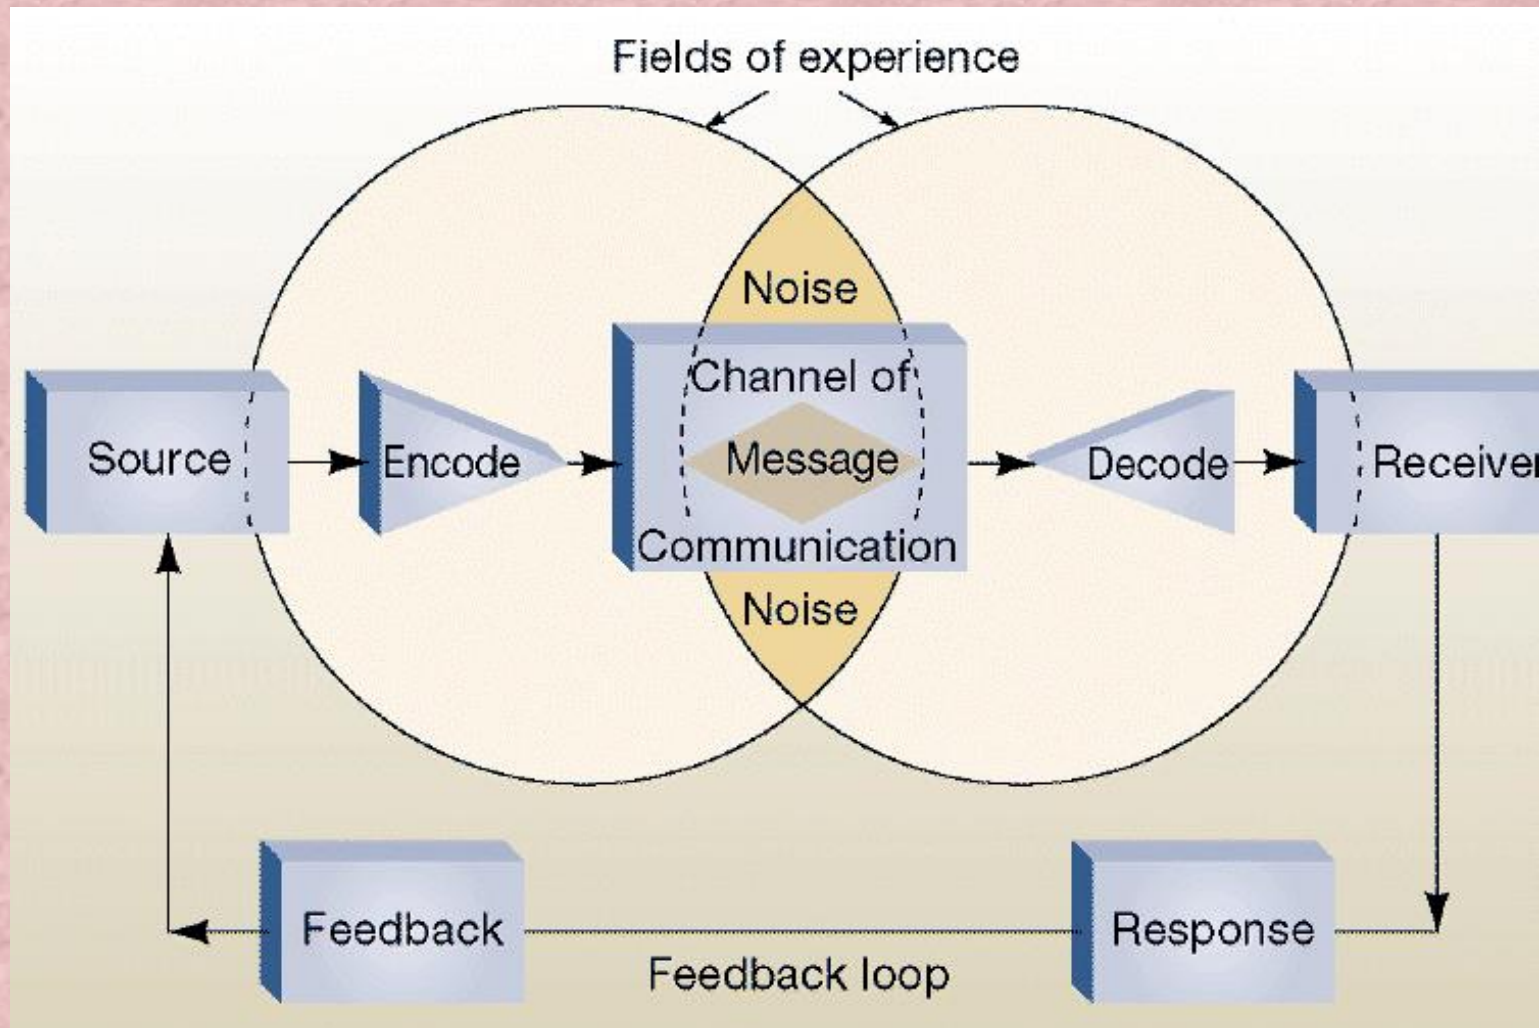 Fields of experience
Noise
Channel of
Source
Encode
Message
Decode
Receiver
Communication
Noise
Feedback
Response
Feedback loop